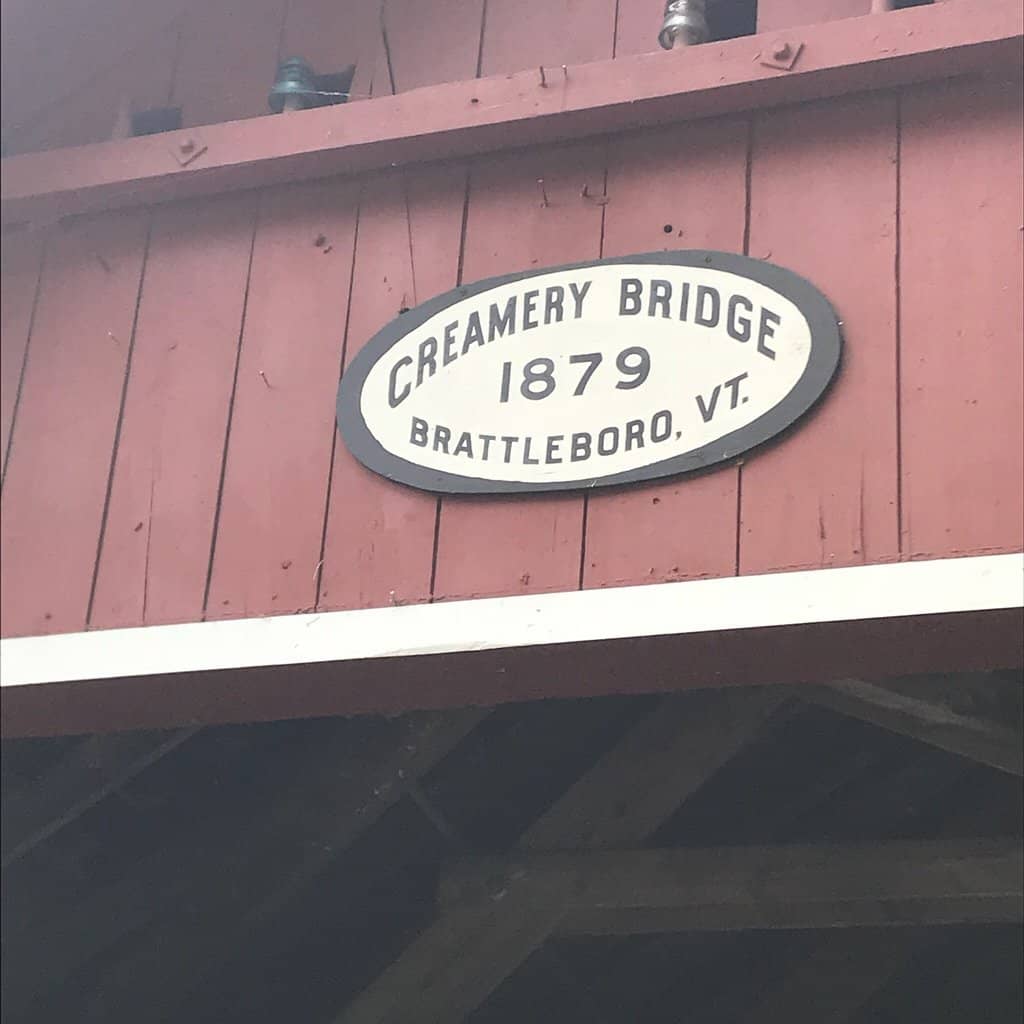 CREAMERY BRIDGE
1879
BRATTLEBORO, VT.